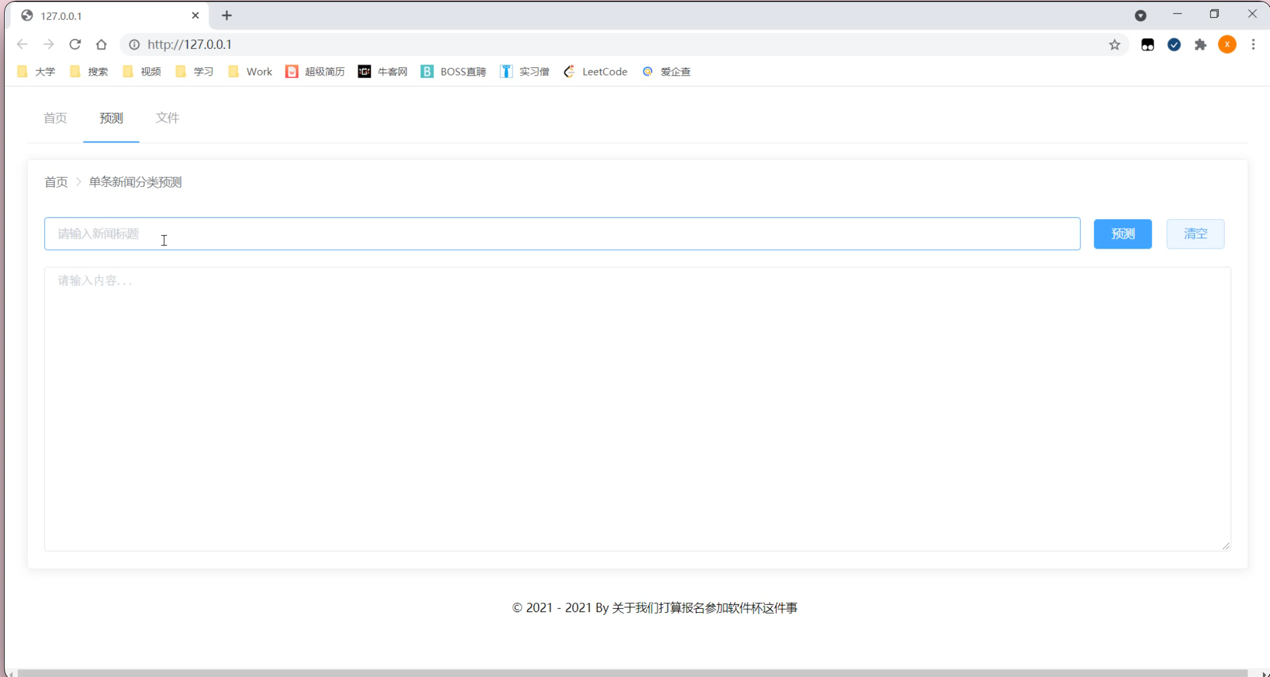 127.0.0.1
http://127.0.0.1
X
大学 搜索 视频 学习 Work 超级简历 牛客网 BOSS直聘 实习僧 LeetCode 爱企查
首页 预测 文件
首页 > 单条新闻分类预测
请输入新闻标题 预测 清空
请输入内容...
© 2021 - 2021 By 关于我们打算报名参加软件杯这件事